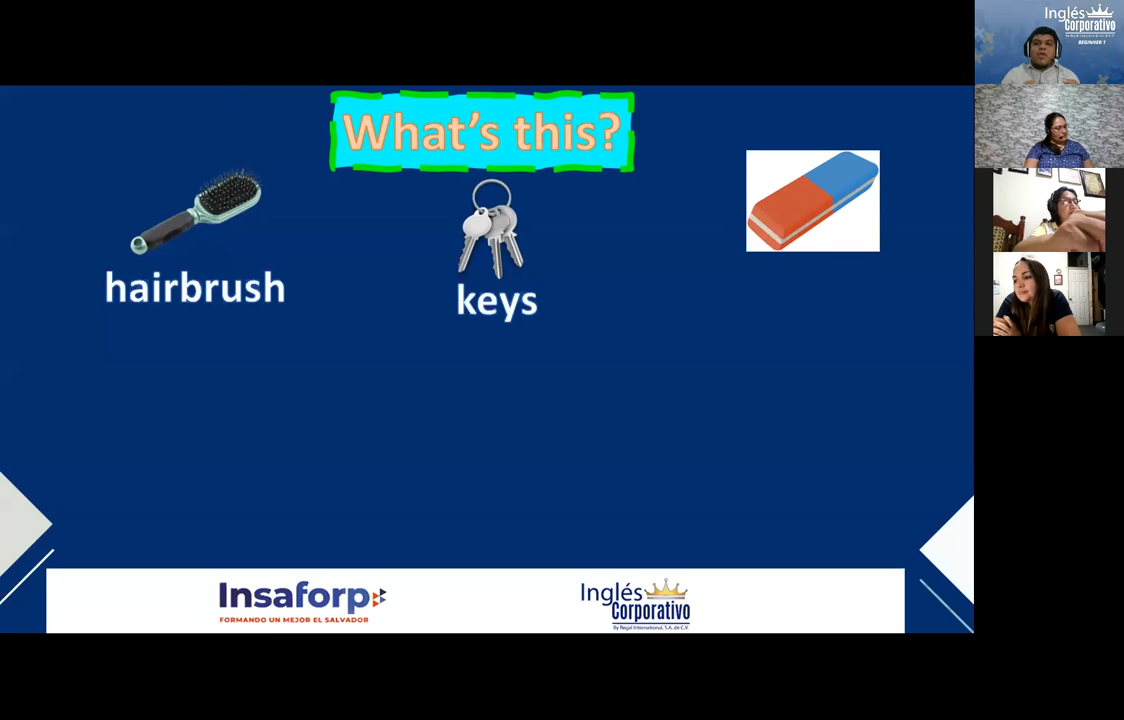 What's this?
hairbrush
keys
Insaforp
FORMANDO UN MEJOR EL SALVADOR
Inglés
Corporativo
By Regal International, S.A. de C.V.
Inglés
Corporativo
BEGINNER 1